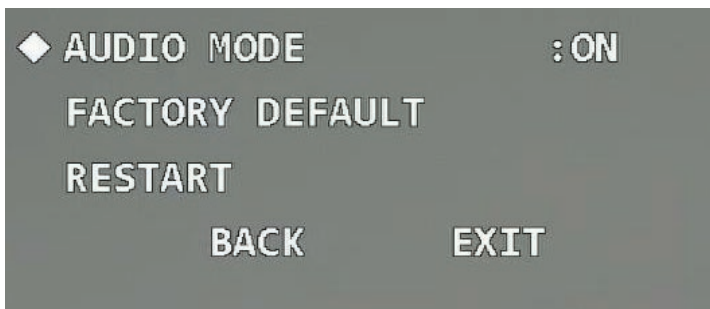 AUDIO MODE :ON
FACTORY DEFAULT
RESTART
BACK EXIT